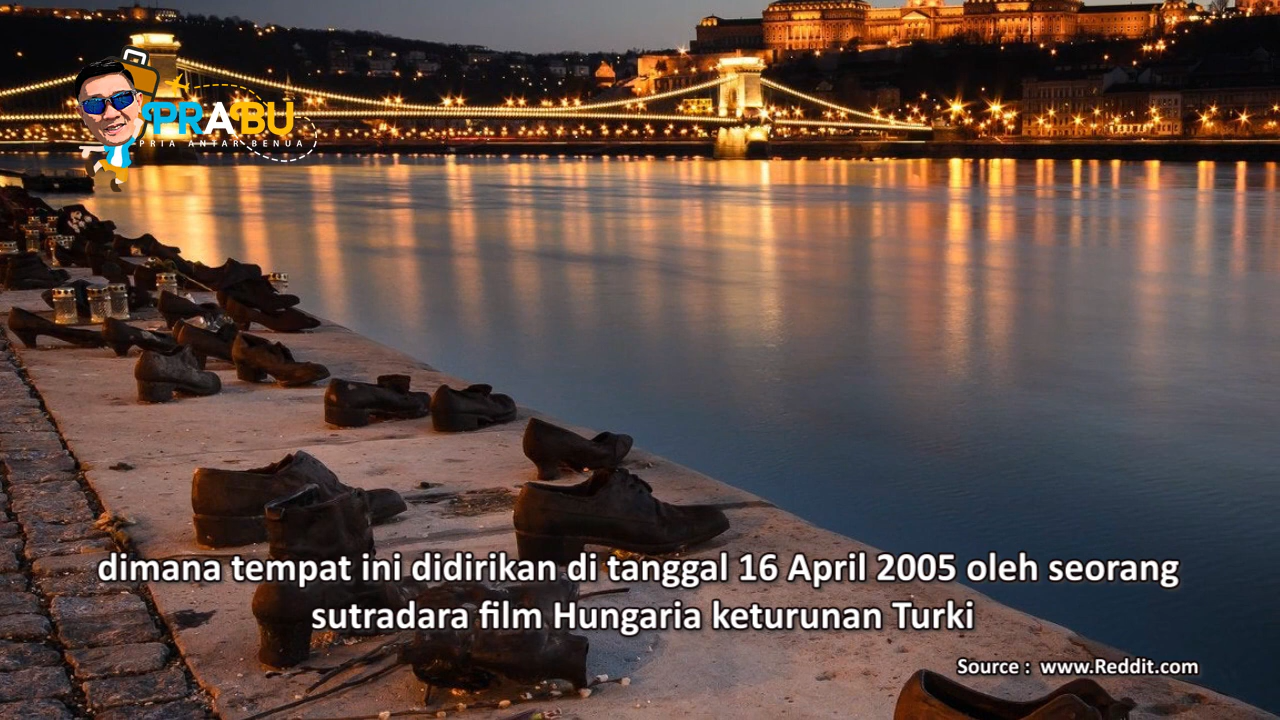 PRABU
PRIA ANTAR BENUA
dimana tempat ini didirikan di tanggal 16 April 2005 oleh seorang
sutradara film Hungaria keturunan Turki
Source : www.Reddit.com